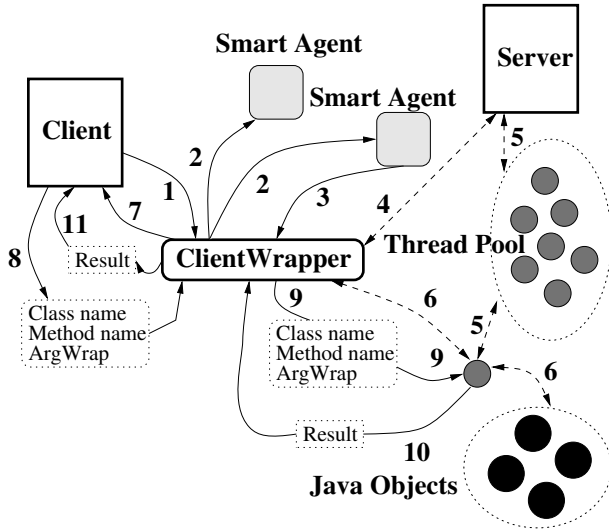 Smart Agent
Server
Smart Agent
Client
5
2
1
2
3
4
7
11
8
Thread Pool
Result
ClientWrapper
9
6
Class name
Method name
ArgWrap
Class name
Method name
ArgWrap
5
9
6
Result
10
Java Objects